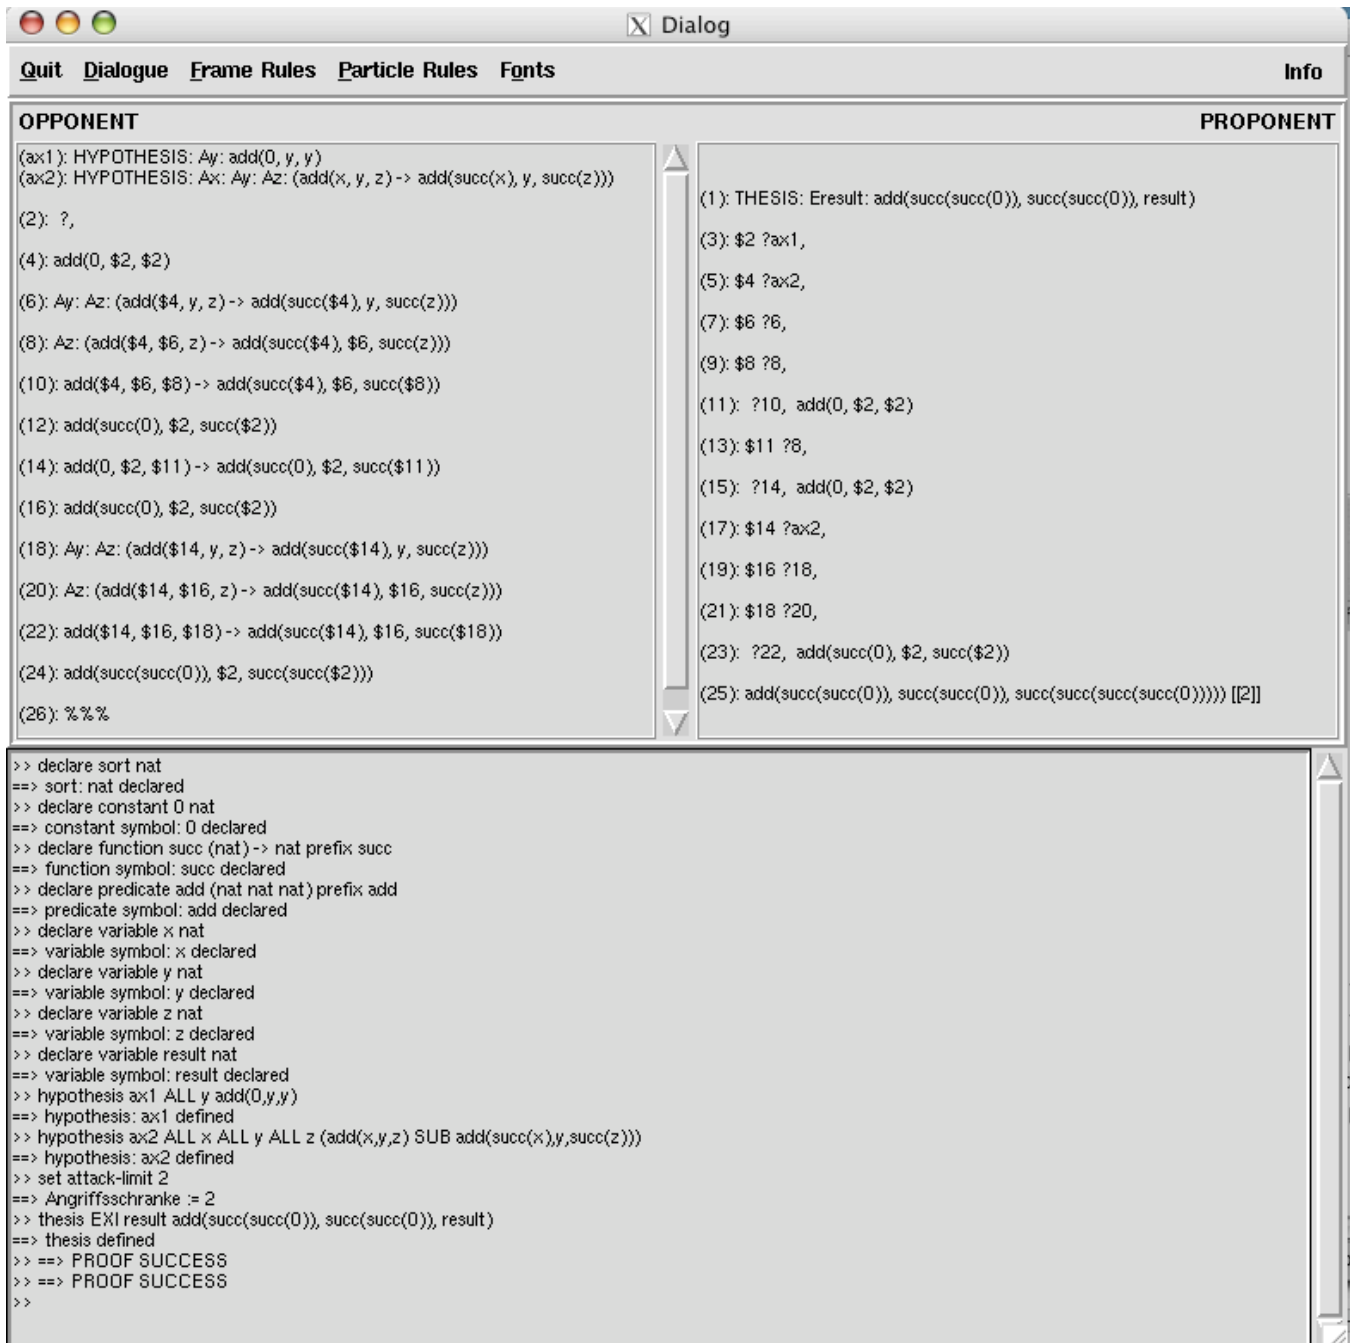 X Dialog
Quit Dialogue Frame Rules Particle Rules Fonts Info
OPPONENT
(ax1): HYPOTHESIS: Ay: add(0, y, y)
(ax2): HYPOTHESIS: Ax: Ay: Az: (add(x, y, z) -> add(succ(x), y, succ(z)))
(2): ?,
(4): add(0, $2, $2)
(6): Ay: Az: (add($4, y, z) -> add(succ($4), y, succ(z)))
(8): Az: (add($4, $6, z) -> add(succ($4), $6, succ(z)))
(10): add($4, $6, $8) -> add(succ($4), $6, succ($8))
(12): add(succ(0), $2, succ($2))
(14): add(0, $2, $11) -> add(succ(0), $2, succ($11))
(16): add(succ(0), $2, succ($2))
(18): Ay: Az: (add($14, y, z) -> add(succ($14), y, succ(z)))
(20): Az: (add($14, $16, z) -> add(succ($14), $16, succ(z)))
(22): add($14, $16, $18) -> add(succ($14), $16, succ($18))
(24): add(succ(succ(0)), $2, succ(succ($2)))
(26): %%%
PROPONENT
(1): THESIS: Eresult: add(succ(succ(0)), succ(succ(0)), result)
(3): $2 ?ax1,
(5): $4 ?ax2,
(7): $6 ?6,
(9): $8 ?8,
(11): ?10, add(0, $2, $2)
(13): $11 ?8,
(15): ?14, add(0, $2, $2)
(17): $14 ?ax2,
(19): $16 ?18,
(21): $18 ?20,
(23): ?22, add(succ(0), $2, succ($2))
(25): add(succ(succ(0)), succ(succ(0)), succ(succ(succ(succ(0))))) [[2]]
>> declare sort nat
==> sort: nat declared
>> declare constant 0 nat
==> constant symbol: 0 declared
>> declare function succ (nat) -> nat prefix succ
==> function symbol: succ declared
>> declare predicate add (nat nat nat) prefix add
==> predicate symbol: add declared
>> declare variable x nat
==> variable symbol: x declared
>> declare variable y nat
==> variable symbol: y declared
>> declare variable z nat
==> variable symbol: z declared
>> declare variable result nat
==> variable symbol: result declared
>> hypothesis ax1 ALL y add(0,y,y)
==> hypothesis: ax1 defined
>> hypothesis ax2 ALL x ALL y ALL z (add(x,y,z) SUB add(succ(x),y,succ(z)))
==> hypothesis: ax2 defined
>> set attack-limit 2
==> Angriffsschranke := 2
>> thesis EXI result add(succ(succ(0)), succ(succ(0)), result)
==> thesis defined
>> ==> PROOF SUCCESS
>> ==> PROOF SUCCESS
>>